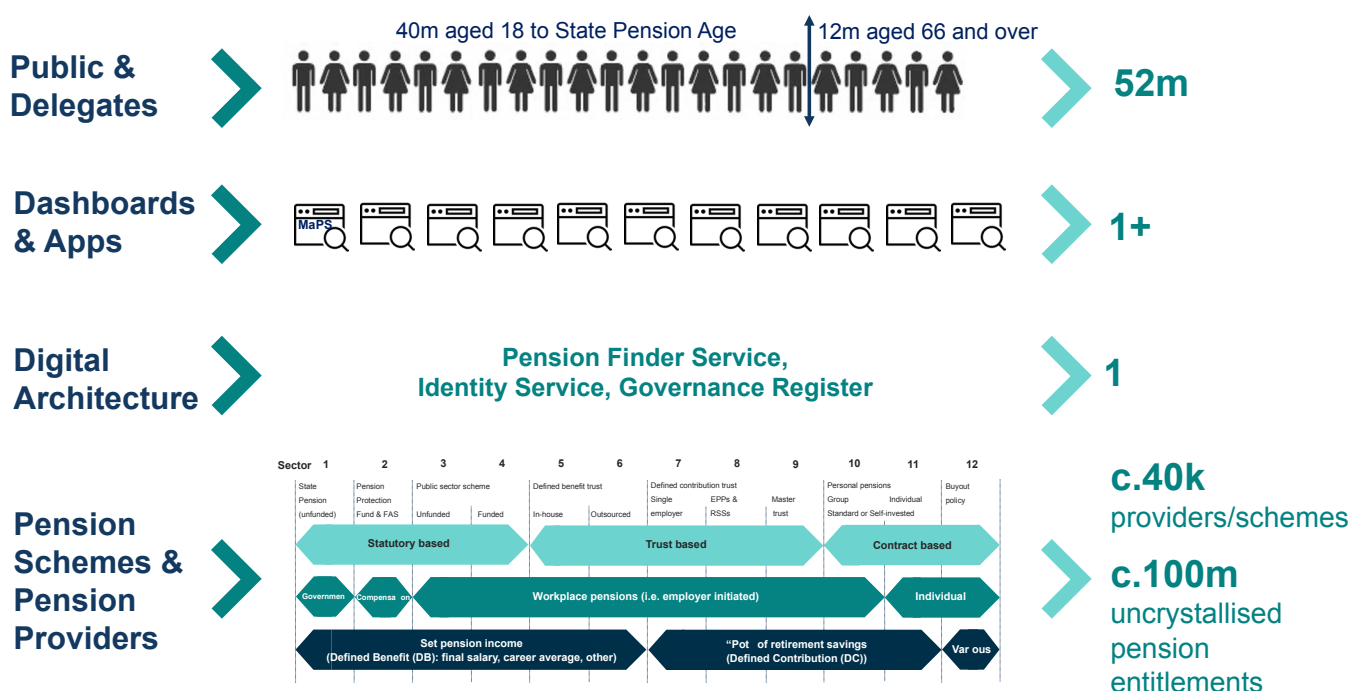 40m aged 18 to State Pension Age
12m aged 66 and over
Public &
Delegates
52m
Dashboards
& Apps
MaPS
1+
Digital
Architecture
Pension Finder Service,
Identity Service, Governance Register
1
Pension
Schemes &
Pension
Providers
Sector 1 2 3 4 5 6 7 8 9 10 11 12
State
Pension
(unfunded)
Pension
Protection
Fund & FAS
Public sector scheme
Unfunded
Funded
Defined benefit trust
In-house
Outsourced
Defined contribution trust
Single
employer
EPPs &
RSSs
Master
trust
Personal pensions
Group Individual
Standard or Self-invested
Buyout
policy
Statutory based
Trust based
Contract based
Governmen
Compensa on
Workplace pensions (i.e. employer initiated)
Individual
Set pension income
(Defined Benefit (DB): final salary, career average, other)
“Pot of retirement savings
(Defined Contribution (DC))
Var ous
c.40k
providers/schemes
c.100m
uncrystallised
pension
entitlements